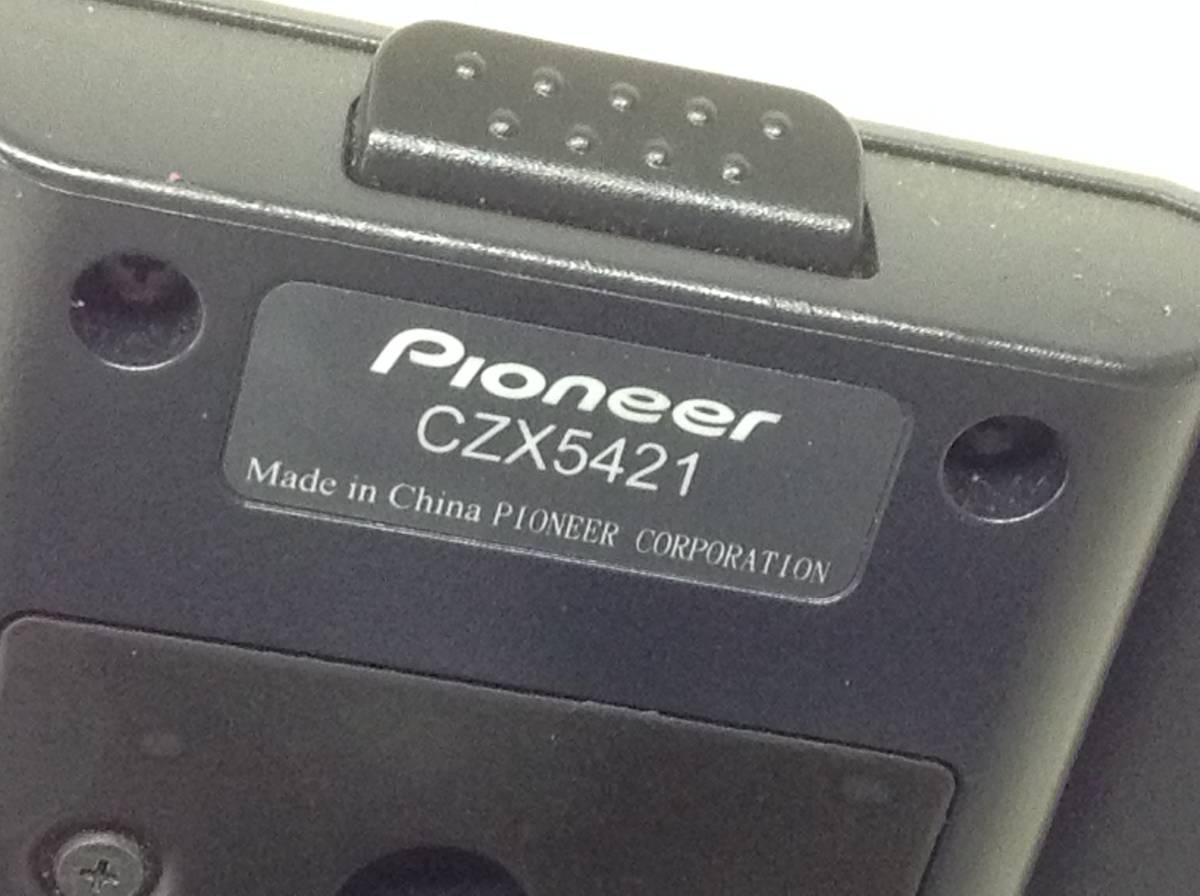 Pioneer
CZX5421
Made in China PIONEER CORPORATION